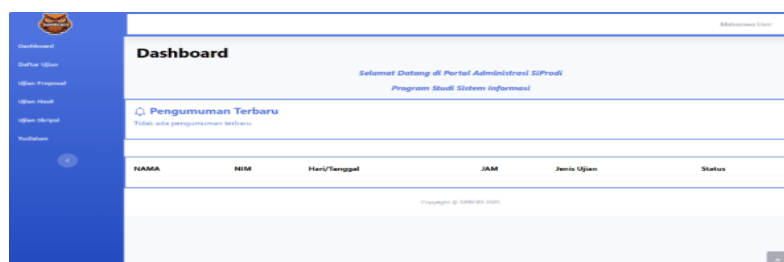 Mahasiswa User
Dashboard
Daftar Ujian
Ujian Proposal
Ujian Hasil
Ujian Skripsi
Yudisium
Dashboard
Selamat Datang di Portal Administrasi SiProdi
Program Studi Sistem informasi
Pengumuman Terbaru
Tidak ada pengumuman terbaru
NAMA NIM Hari/Tanggal JAM Jenis Ujian Status
Copyright © 2025